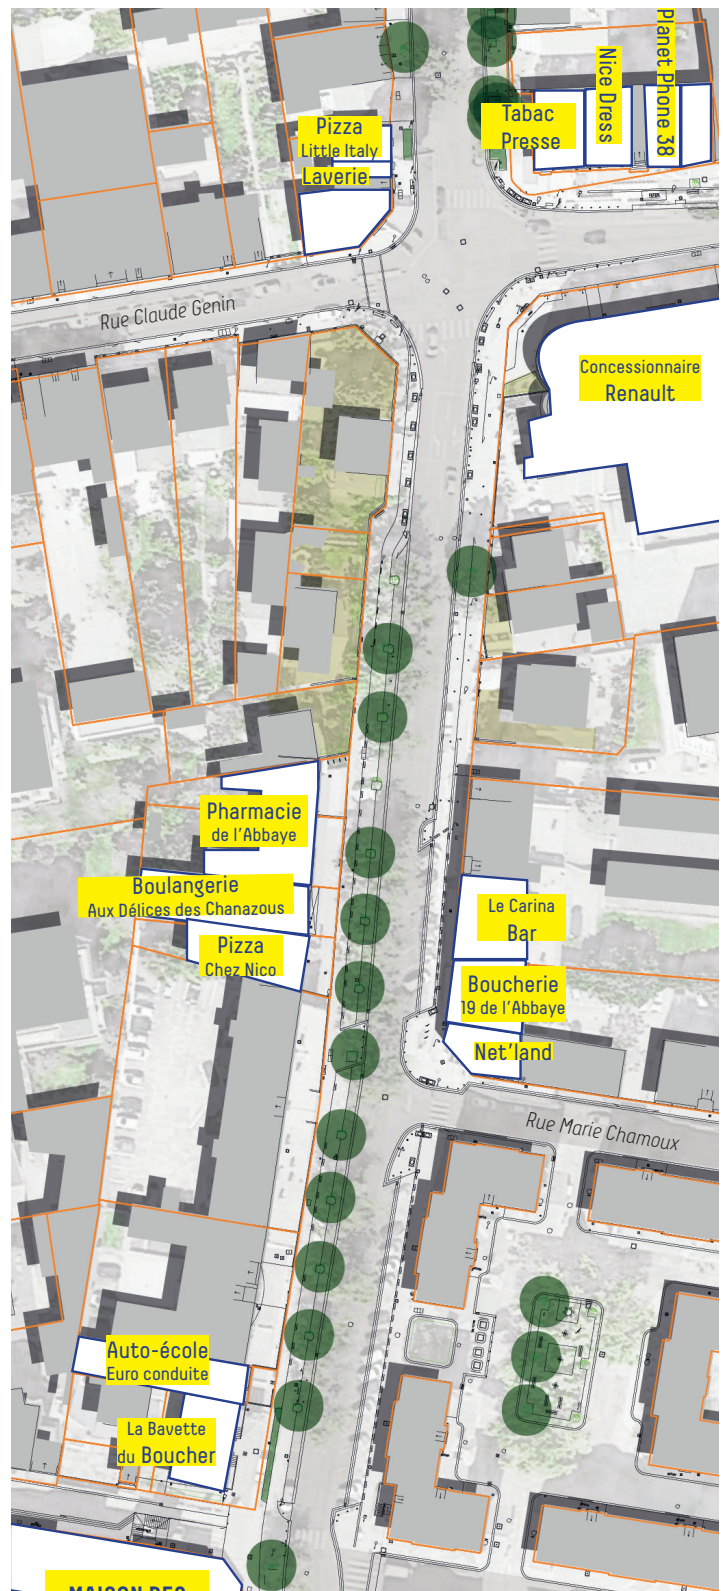 Planet Phone 38
Nice Dress
Tabac
Presse
Pizza
Little Italy
Laverie
Rue Claude Genin
Concessionnaire
Renault
Pharmacie
de l'Abbaye
Boulangerie
Aux Délices des Chanazous
Pizza
Chez Nico
Le Carina
Bar
Boucherie
19 de l'Abbaye
Net'land
Rue Marie Chamoux
Auto-école
Euro conduite
La Bavette
du Boucher
MAISON DES